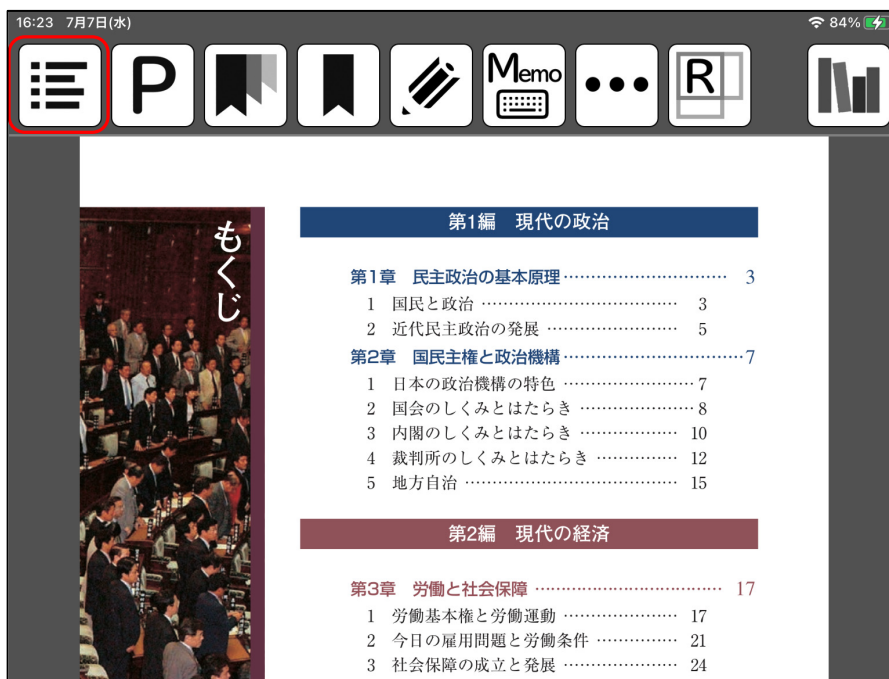 16:23 7月7日(水)
84%
P
Memo
R
もくじ
第1編 現代の政治
第1章 民主政治の基本原理…………………………… 3
1 国民と政治 ………………………………… 3
2 近代民主政治の発展 …………………… 5
第2章 国民主権と政治機構……………………………7
1 日本の政治機構の特色 ……………………7
2 国会のしくみとはたらき …………………8
3 内閣のしくみとはたらき ………………… 10
4 裁判所のしくみとはたらき …………… 12
5 地方自治 …………………………………… 15
第2編 現代の経済
第3章 労働と社会保障 ……………………………… 17
1 労働基本権と労働運動 ………………… 17
2 今日の雇用問題と労働条件 …………… 21
3 社会保障の成立と発展 ………………… 24